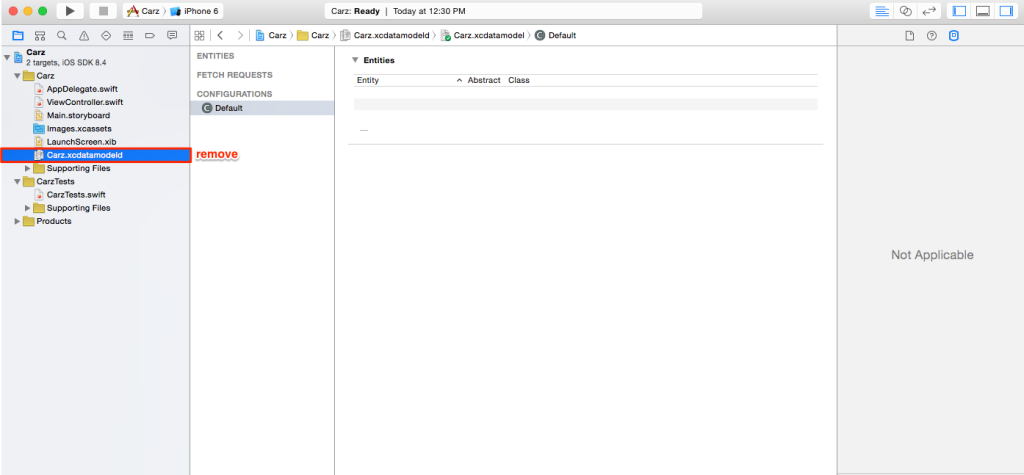 Carz 〉 iPhone 6
Carz: Ready | Today at 12:30 PM
Carz 〉 Carz 〉 Carz.xcdatamodeld 〉 Carz.xcdatamodel 〉 C Default
Carz
2 targets, iOS SDK 8.4
Carz
AppDelegate.swift
ViewController.swift
Main.storyboard
Images.xcassets
LaunchScreen.xib
Carz.xcdatamodeld
Supporting Files
CarzTests
CarzTests.swift
Supporting Files
Products
ENTITIES
FETCH REQUESTS
CONFIGURATIONS
C Default
remove
Entities
Entity Abstract Class
Not Applicable